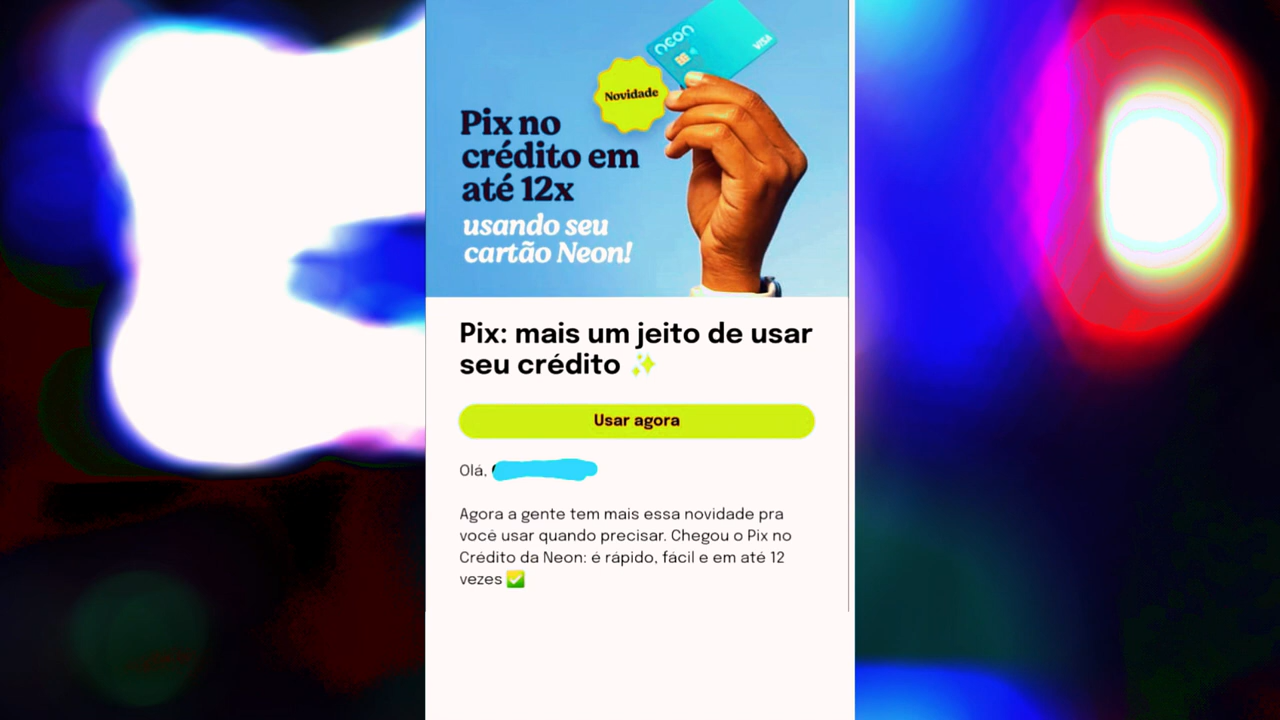 neon
VISA
Novidade
Pix no
crédito em
até 12x
usando seu
cartão Neon!
Pix: mais um jeito de usar
seu crédito ✨
Usar agora
Olá,
Agora a gente tem mais essa novidade pra
você usar quando precisar. Chegou o Pix no
Crédito da Neon: é rápido, fácil e em até 12
vezes ✅